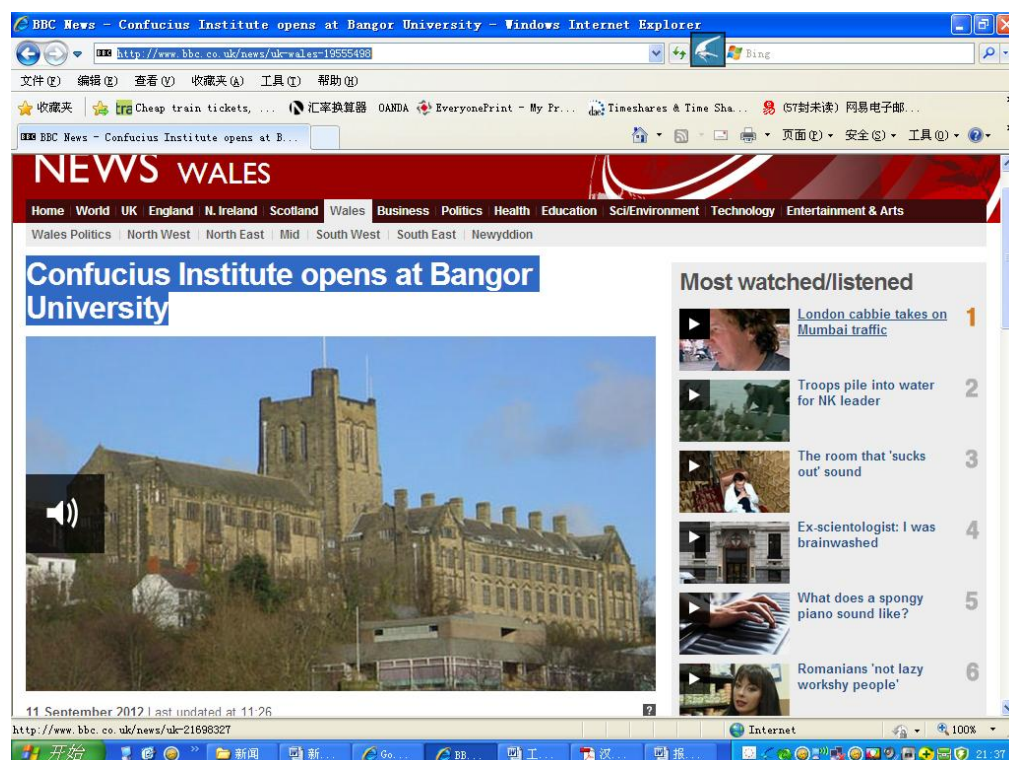 BBC News - Confucius Institute opens at Bangor University - Windows Internet Explorer
http://www.bbc.co.uk/news/uk-wales-19555498
Bing
文件(F) 编辑(E) 查看(V) 收藏夹(A) 工具(T) 帮助(H)
收藏夹 tra Cheap train tickets, ... 汇率换算器 OANDA EveryonePrint - My Pr... Timeshares & Time Sha... (57封未读) 网易电子邮...
BBC News - Confucius Institute opens at B... 页面(P) 安全(S) 工具(O)
NEWS WALES
Home World UK England N. Ireland Scotland Wales Business Politics Health Education Sci/Environment Technology Entertainment & Arts
Wales Politics North West North East Mid South West South East Newyddion
Confucius Institute opens at Bangor
University
Most watched/listened
London cabbie takes on
Mumbai traffic
1
Troops pile into water
for NK leader
2
The room that 'sucks
out' sound
3
Ex-scientologist: I was
brainwashed
4
What does a spongy
piano sound like?
5
Romanians 'not lazy
workshy people'
6
11 September 2012 Last updated at 11:26
?
http://www.bbc.co.uk/news/uk-21698327 Internet 100%
开始 新闻 新... Go... BB... 工... 汉... 报... 21:37